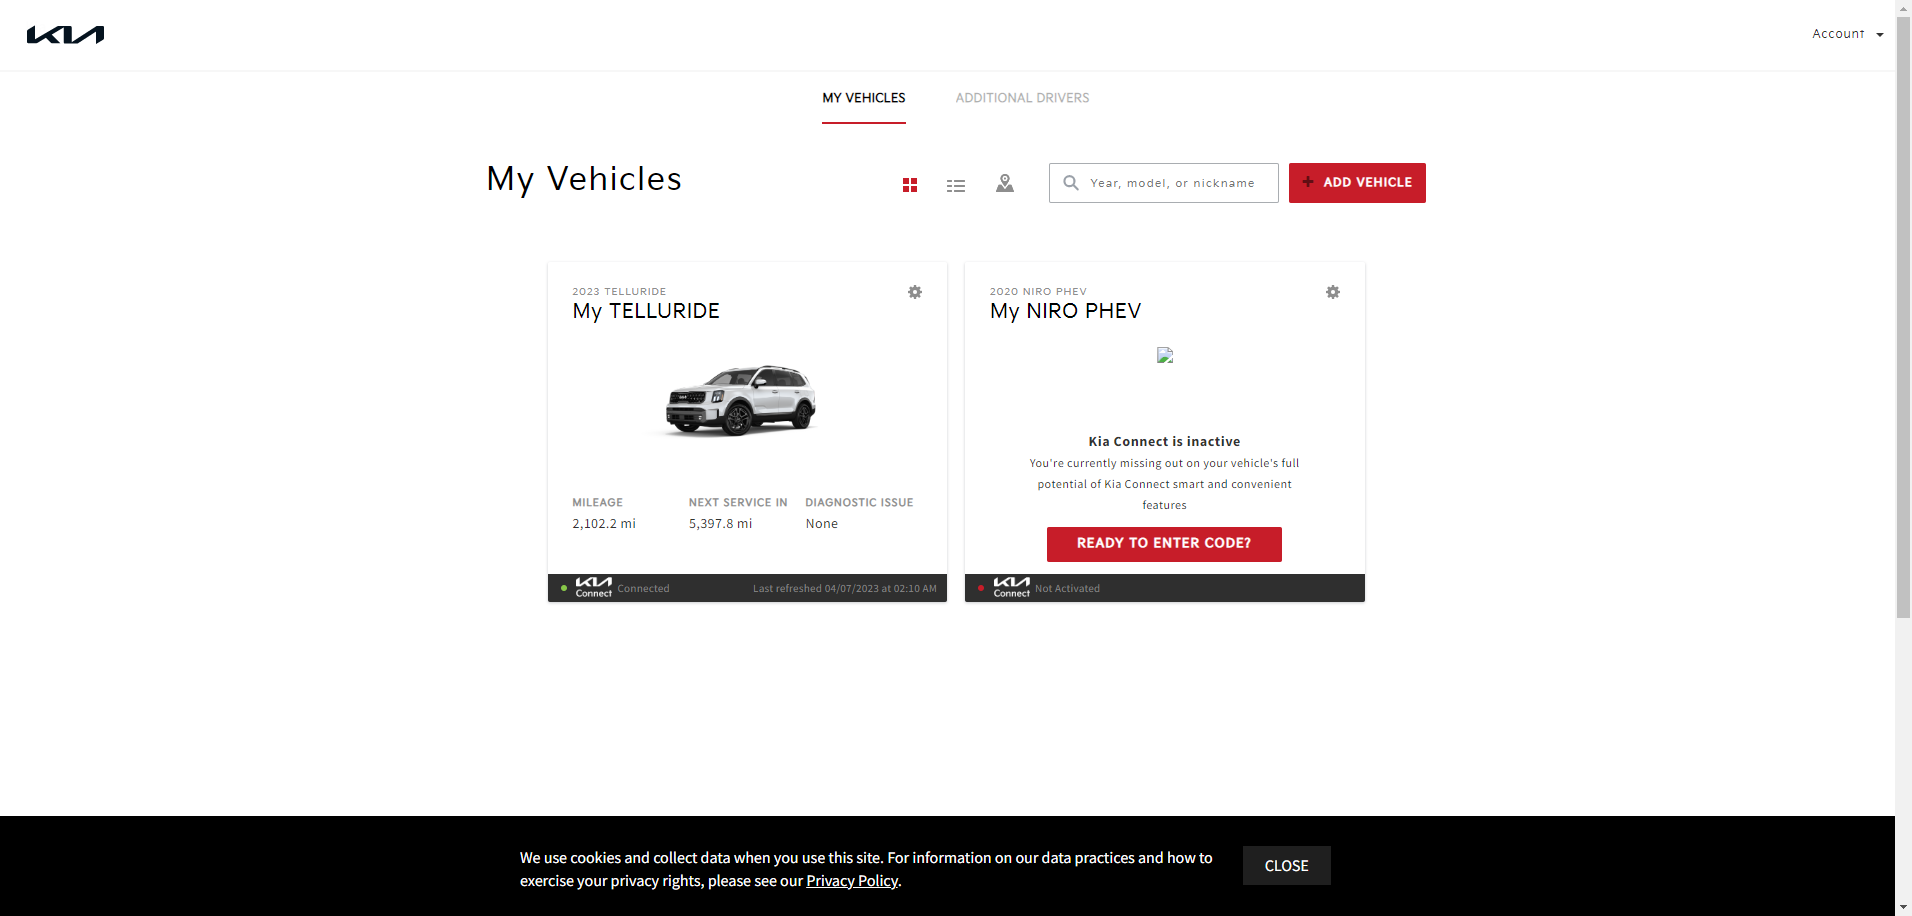 KIA
Account
MY VEHICLES
ADDITIONAL DRIVERS
My Vehicles
Year, model, or nickname
+ ADD VEHICLE
2023 TELLURIDE
My TELLURIDE
MILEAGE
NEXT SERVICE IN
DIAGNOSTIC ISSUE
2,102.2 mi
5,397.8 mi
None
KIA
Connect
Connected
Last refreshed 04/07/2023 at 02:10 AM
2020 NIRO PHEV
My NIRO PHEV
Kia Connect is inactive
You're currently missing out on your vehicle's full
potential of Kia Connect smart and convenient
features
READY TO ENTER CODE?
KIA
Connect
Not Activated
We use cookies and collect data when you use this site. For information on our data practices and how to
exercise your privacy rights, please see our Privacy Policy.
CLOSE